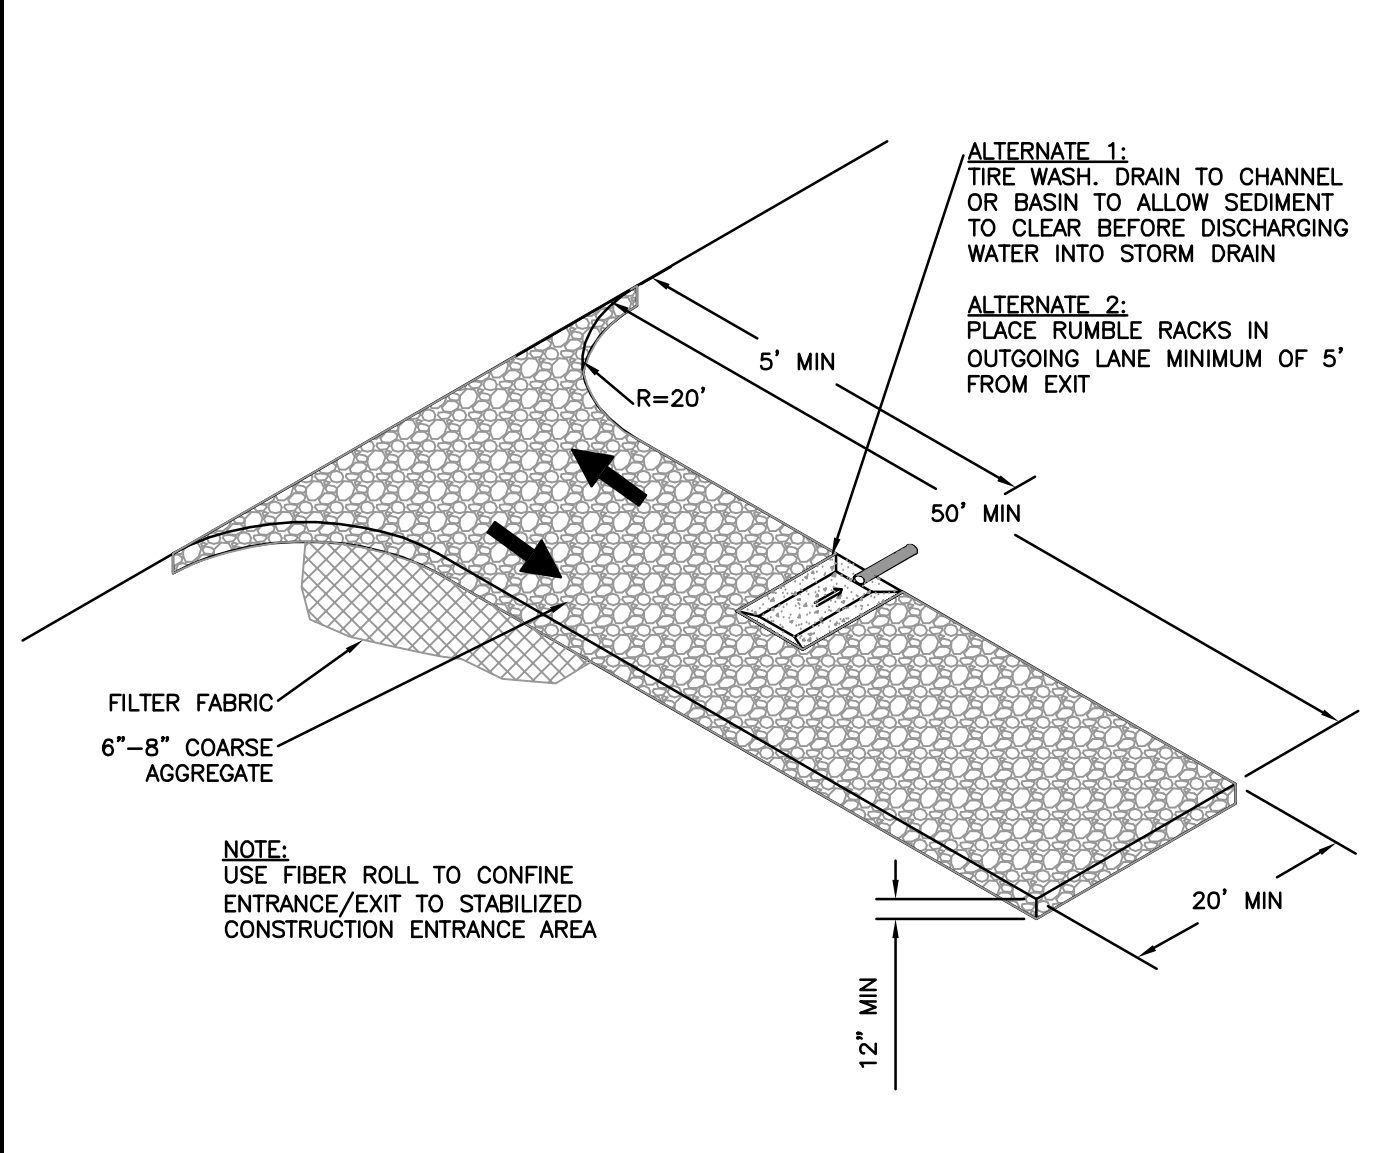 ALTERNATE 1:
TIRE WASH. DRAIN TO CHANNEL
OR BASIN TO ALLOW SEDIMENT
TO CLEAR BEFORE DISCHARGING
WATER INTO STORM DRAIN
ALTERNATE 2:
PLACE RUMBLE RACKS IN
OUTGOING LANE MINIMUM OF 5'
FROM EXIT
5' MIN
R=20'
50' MIN
FILTER FABRIC
6"-8" COARSE
AGGREGATE
NOTE:
USE FIBER ROLL TO CONFINE
ENTRANCE/EXIT TO STABILIZED
CONSTRUCTION ENTRANCE AREA
20' MIN
12" MIN